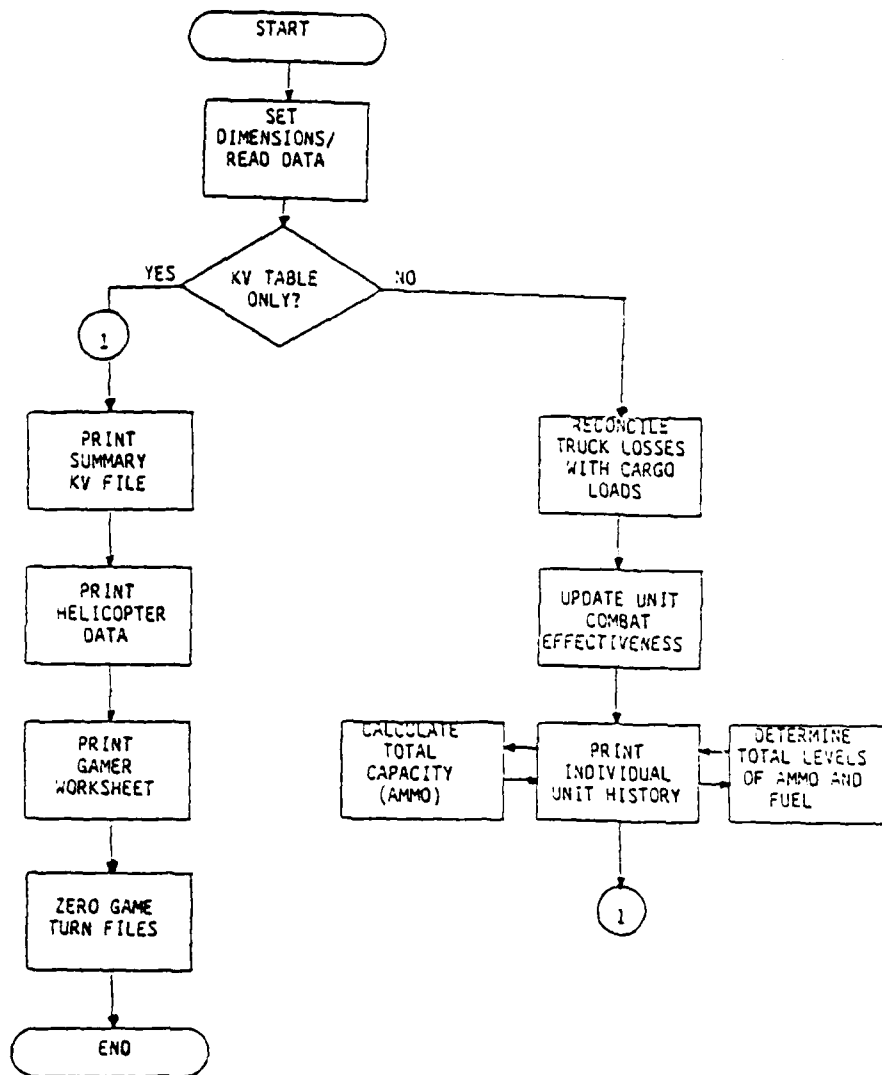 START
SET
DIMENSIONS/
READ DATA
YES
KV TABLE
ONLY?
NO
1
PRINT
SUMMARY
KV FILE
PRINT
HELICOPTER
DATA
PRINT
GAMER
WORKSHEET
ZERO GAME
TURN FILES
END
RECONCILE
TRUCK LOSSES
WITH CARGO
LOADS
UPDATE UNIT
COMBAT
EFFECTIVENESS
CALCULATE
TOTAL
CAPACITY
(AMMO)
PRINT
INDIVIDUAL
UNIT HISTORY
DETERMINE
TOTAL LEVELS
OF AMMO AND
FUEL
1